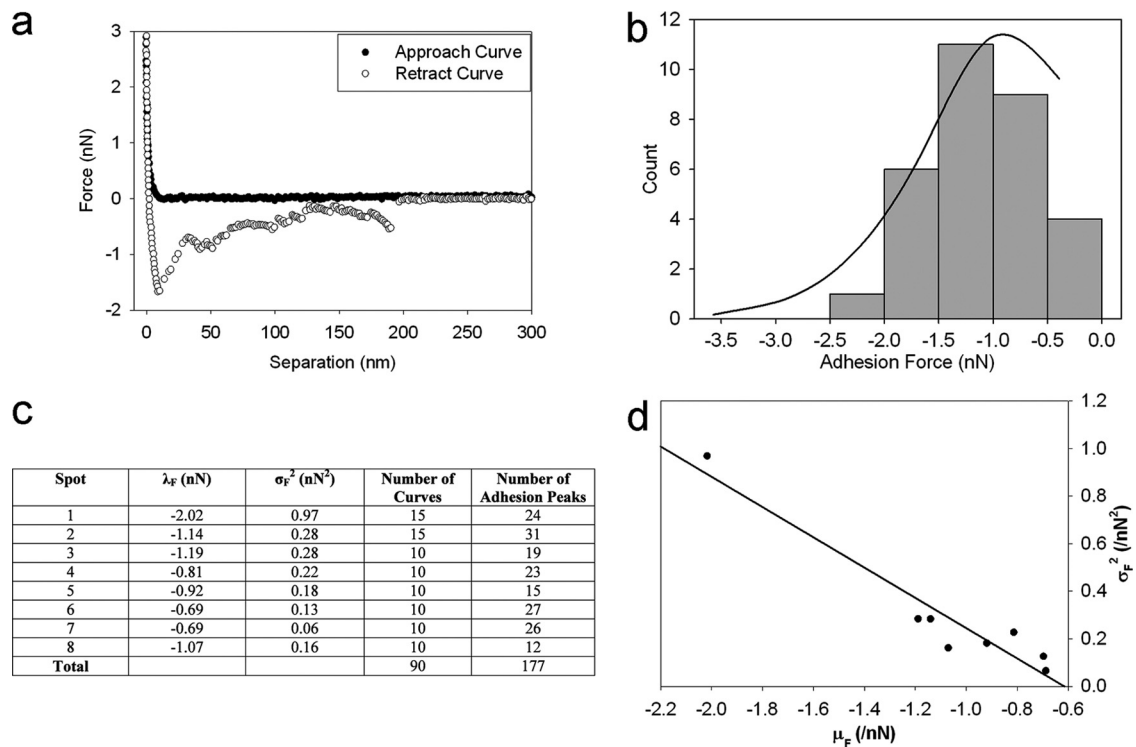 a
3
2
1
0
-1
-2
Force (nN)
Approach Curve
Retract Curve
0 50 100 150 200 250 300
Separation (nm)
b
12
10
8
6
4
2
0
Count
-3.5 -3.0 -2.5 -2.0 -1.5 -1.0 -0.5 0.0
Adhesion Force (nN)
c
Spot λF (nN) σF² (nN²) Number of Curves Number of Adhesion Peaks
1 -2.02 0.97 15 24
2 -1.14 0.28 15 31
3 -1.19 0.28 10 19
4 -0.81 0.22 10 23
5 -0.92 0.18 10 15
6 -0.69 0.13 10 27
7 -0.69 0.06 10 26
8 -1.07 0.16 10 12
Total 90 177
d
1.2
1.0
0.8
0.6
0.4
0.2
0.0
σF² (/nN²)
-2.2 -2.0 -1.8 -1.6 -1.4 -1.2 -1.0 -0.8 -0.6
μF (/nN)